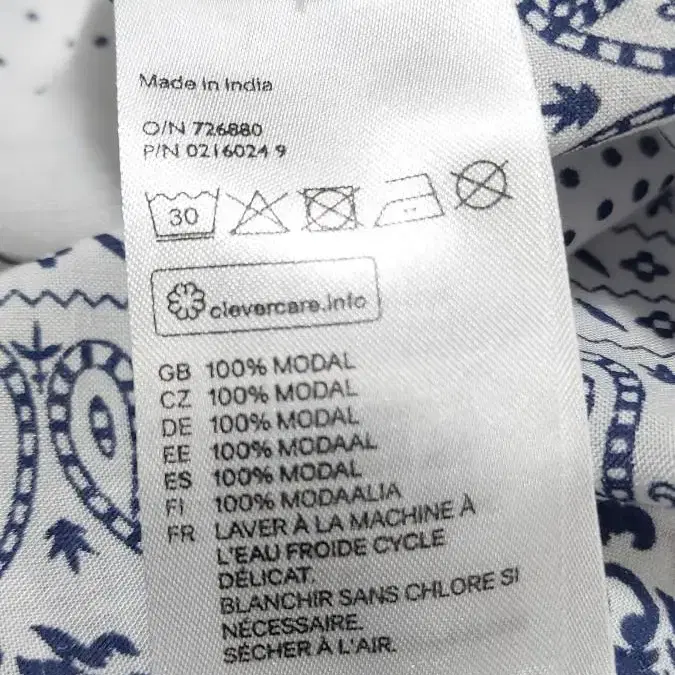 Made in India
O/N 726880
P/N 0216024 9
30
clevercare.info
GB 100% MODAL
CZ 100% MODAL
DE 100% MODAL
EE 100% MODAAL
ES 100% MODAL
FI 100% MODAALIA
FR LAVER À LA MACHINE À
L'EAU FROIDE CYCLE
DÉLICAT.
BLANCHIR SANS CHLORE SI
NÉCESSAIRE.
SÉCHER À L'AIR.